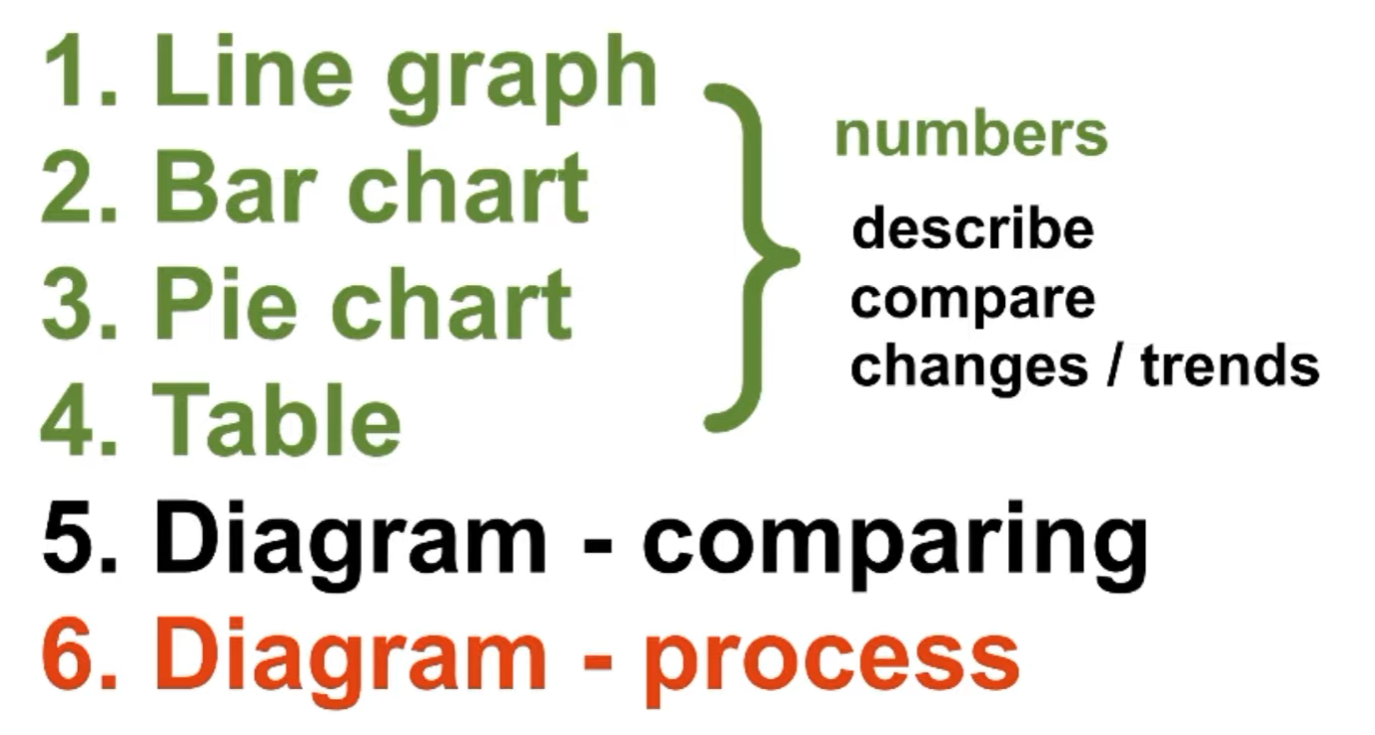 1. Line graph
2. Bar chart
3. Pie chart
4. Table
numbers
describe
compare
changes / trends
5. Diagram - comparing
6. Diagram - process